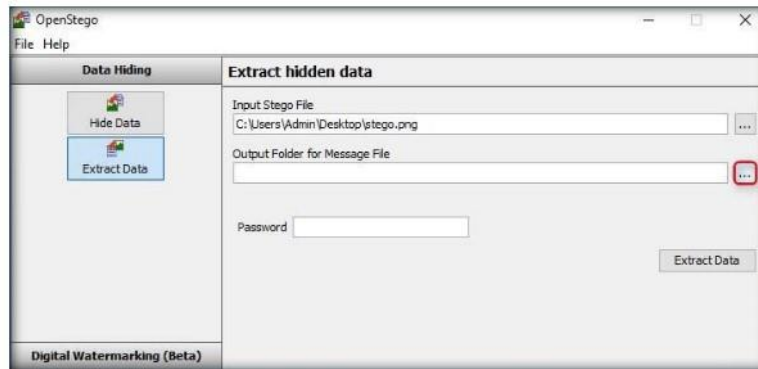 OpenStego
File Help
Data Hiding
Hide Data
Extract Data
Digital Watermarking (Beta)
Extract hidden data
Input Stego File
C:\Users\Admin\Desktop\stego.png
...
Output Folder for Message File
...
Password
Extract Data